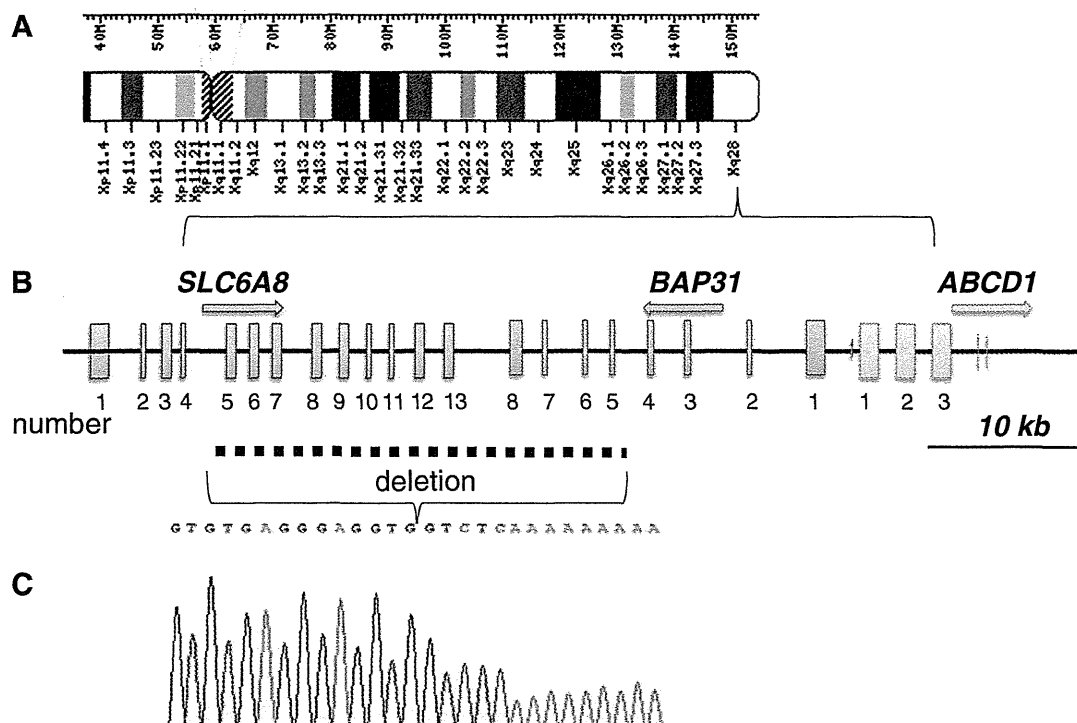 A
40M 50M 60M 70M 80M 90M 100M 110M 120M 130M 140M 150M
Xp11.4 Xp11.3 Xp11.23 Xp11.22 Xp11.21 Xp11.1 Xq11.1 Xq11.2 Xq12 Xq13.1 Xq13.2 Xq13.3 Xq21.1 Xq21.2 Xq21.31 Xq21.32 Xq21.33 Xq22.1 Xq22.2 Xq22.3 Xq23 Xq24 Xq25 Xq26.1 Xq26.2 Xq26.3 Xq27.1 Xq27.2 Xq27.3 Xq28
B
SLC6A8 BAP31 ABCD1
1 2 3 4 5 6 7 8 9 10 11 12 13 8 7 6 5 4 3 2 1 1 2 3
number
10 kb
deletion
G T G T G A G G G A G G T G G T C T C A A A A A A A A A
C